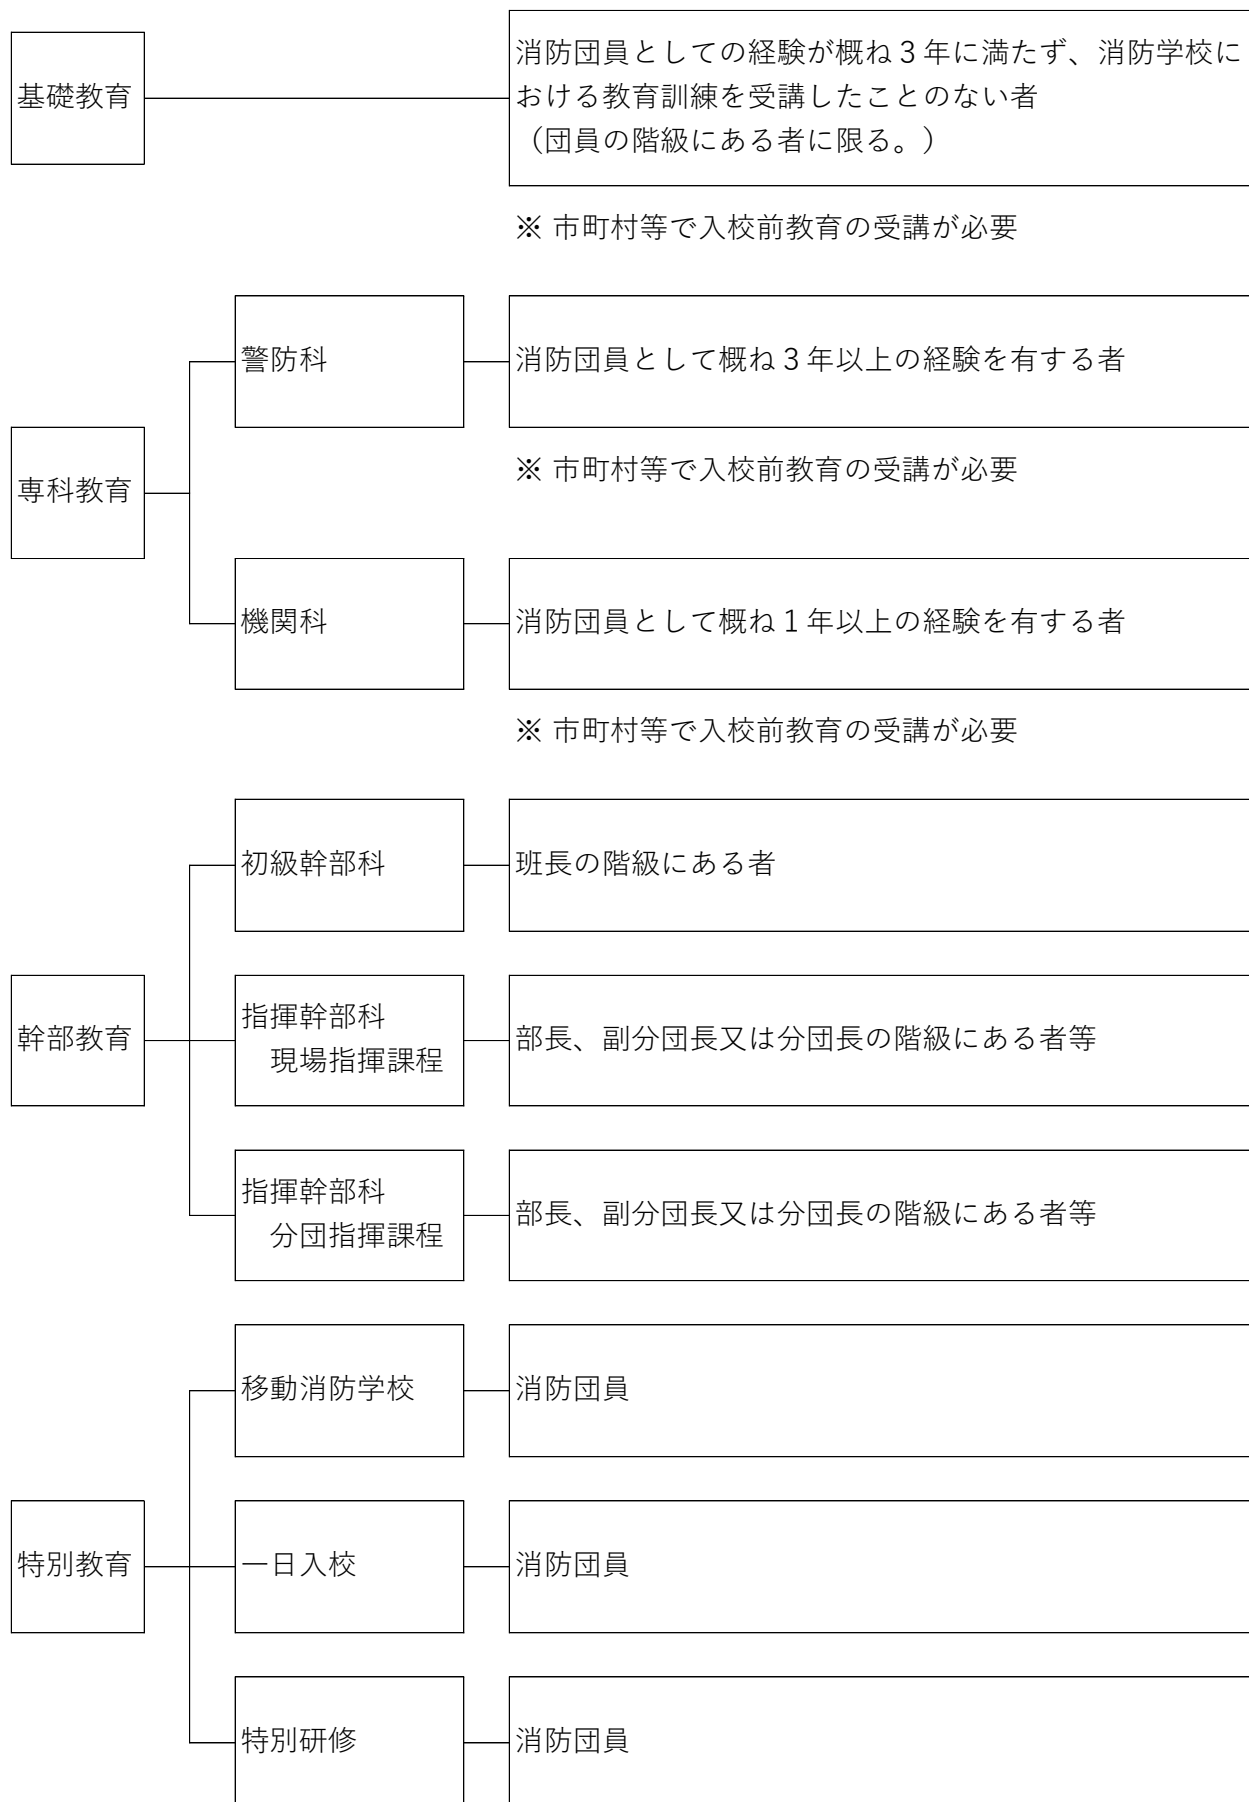 基礎教育
消防団員としての経験が概ね３年に満たず、消防学校に
おける教育訓練を受講したことのない者
（団員の階級にある者に限る。）
※ 市町村等で入校前教育の受講が必要
専科教育
警防科
消防団員として概ね３年以上の経験を有する者
※ 市町村等で入校前教育の受講が必要
機関科
消防団員として概ね１年以上の経験を有する者
※ 市町村等で入校前教育の受講が必要
幹部教育
初級幹部科
班長の階級にある者
指揮幹部科
現場指揮課程
部長、副分団長又は分団長の階級にある者等
指揮幹部科
分団指揮課程
部長、副分団長又は分団長の階級にある者等
特別教育
移動消防学校
消防団員
一日入校
消防団員
特別研修
消防団員